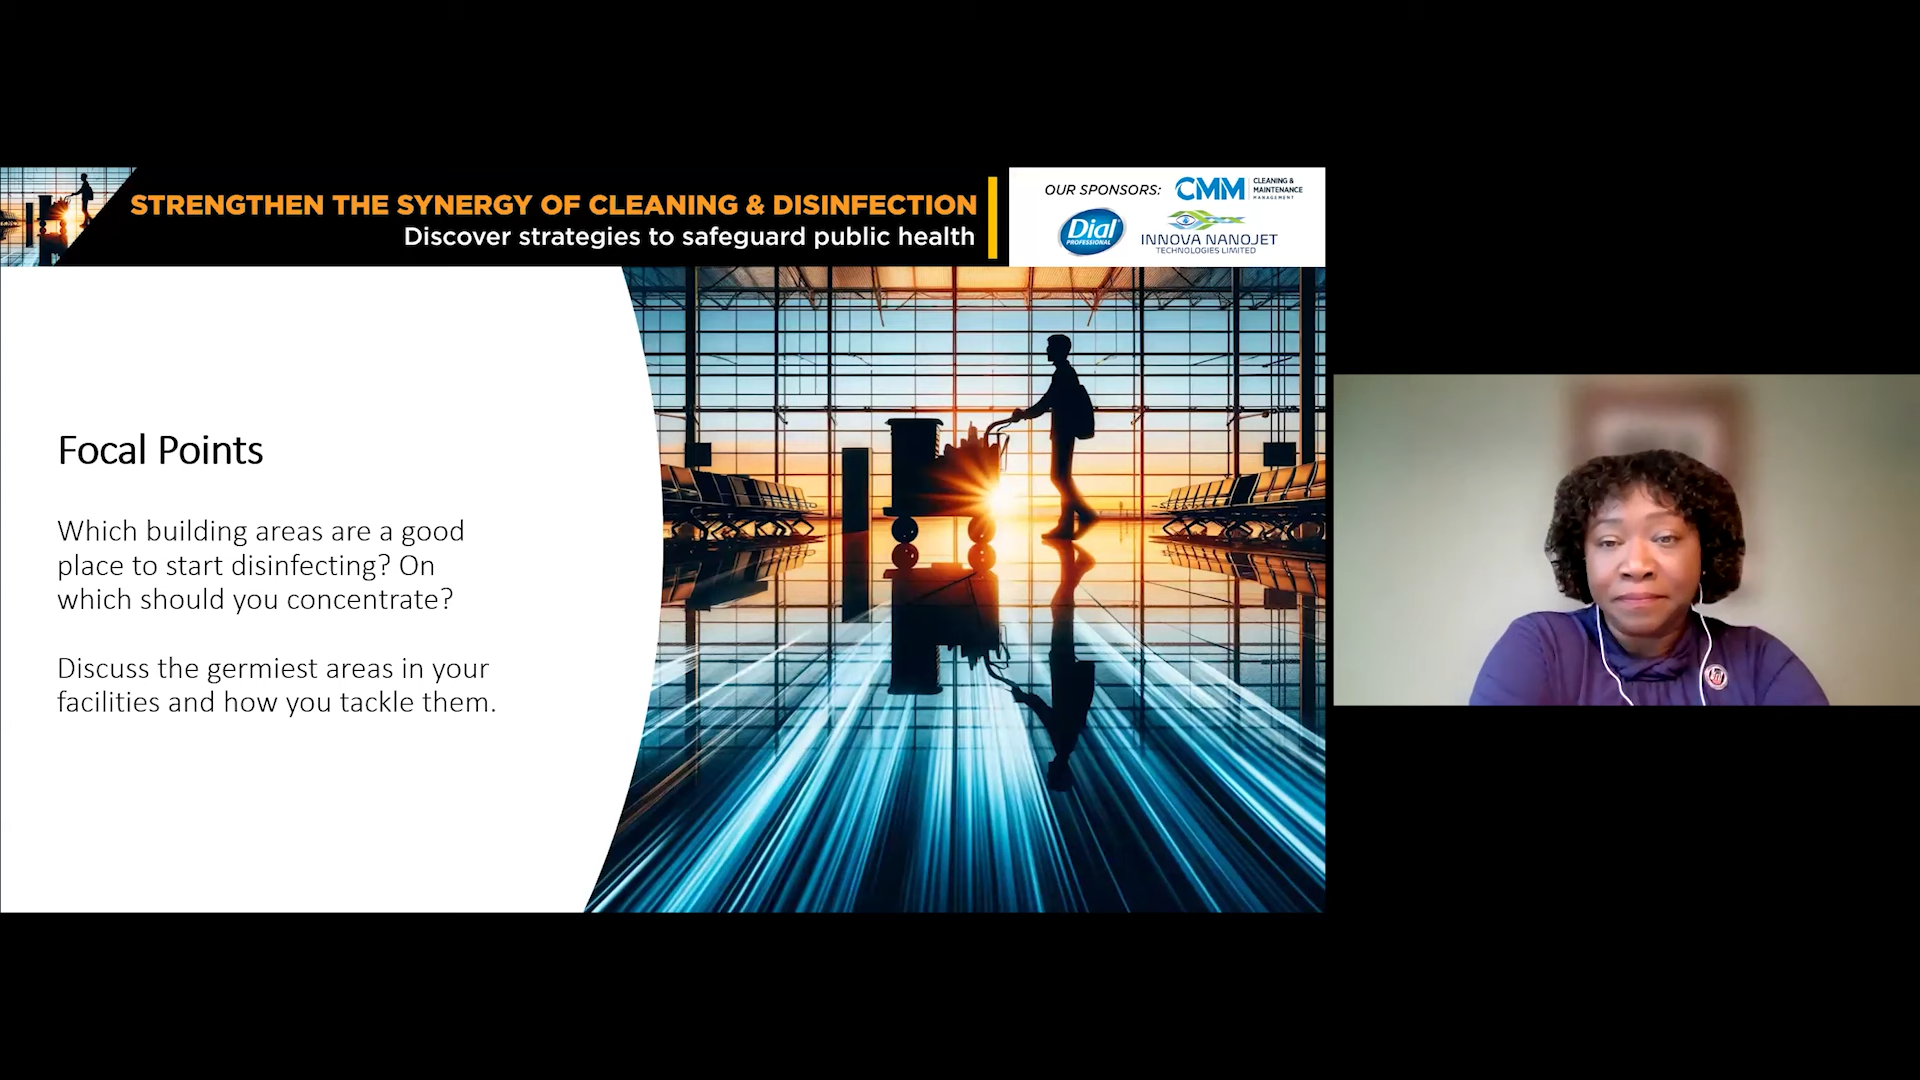 STRENGTHEN THE SYNERGY OF CLEANING & DISINFECTION
Discover strategies to safeguard public health
OUR SPONSORS:
CMM
CLEANING &
MAINTENANCE
MANAGEMENT
Dial
PROFESSIONAL
INNOVA NANOJET
TECHNOLOGIES LIMITED
Focal Points
Which building areas are a good
place to start disinfecting? On
which should you concentrate?
Discuss the germiest areas in your
facilities and how you tackle them.